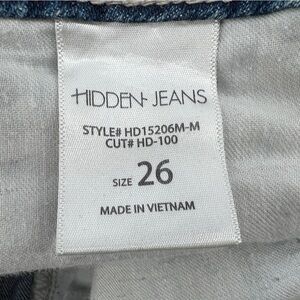 HIDDEN JEANS
STYLE# HD15206M-M
CUT# HD-100
SIZE 26
MADE IN VIETNAM